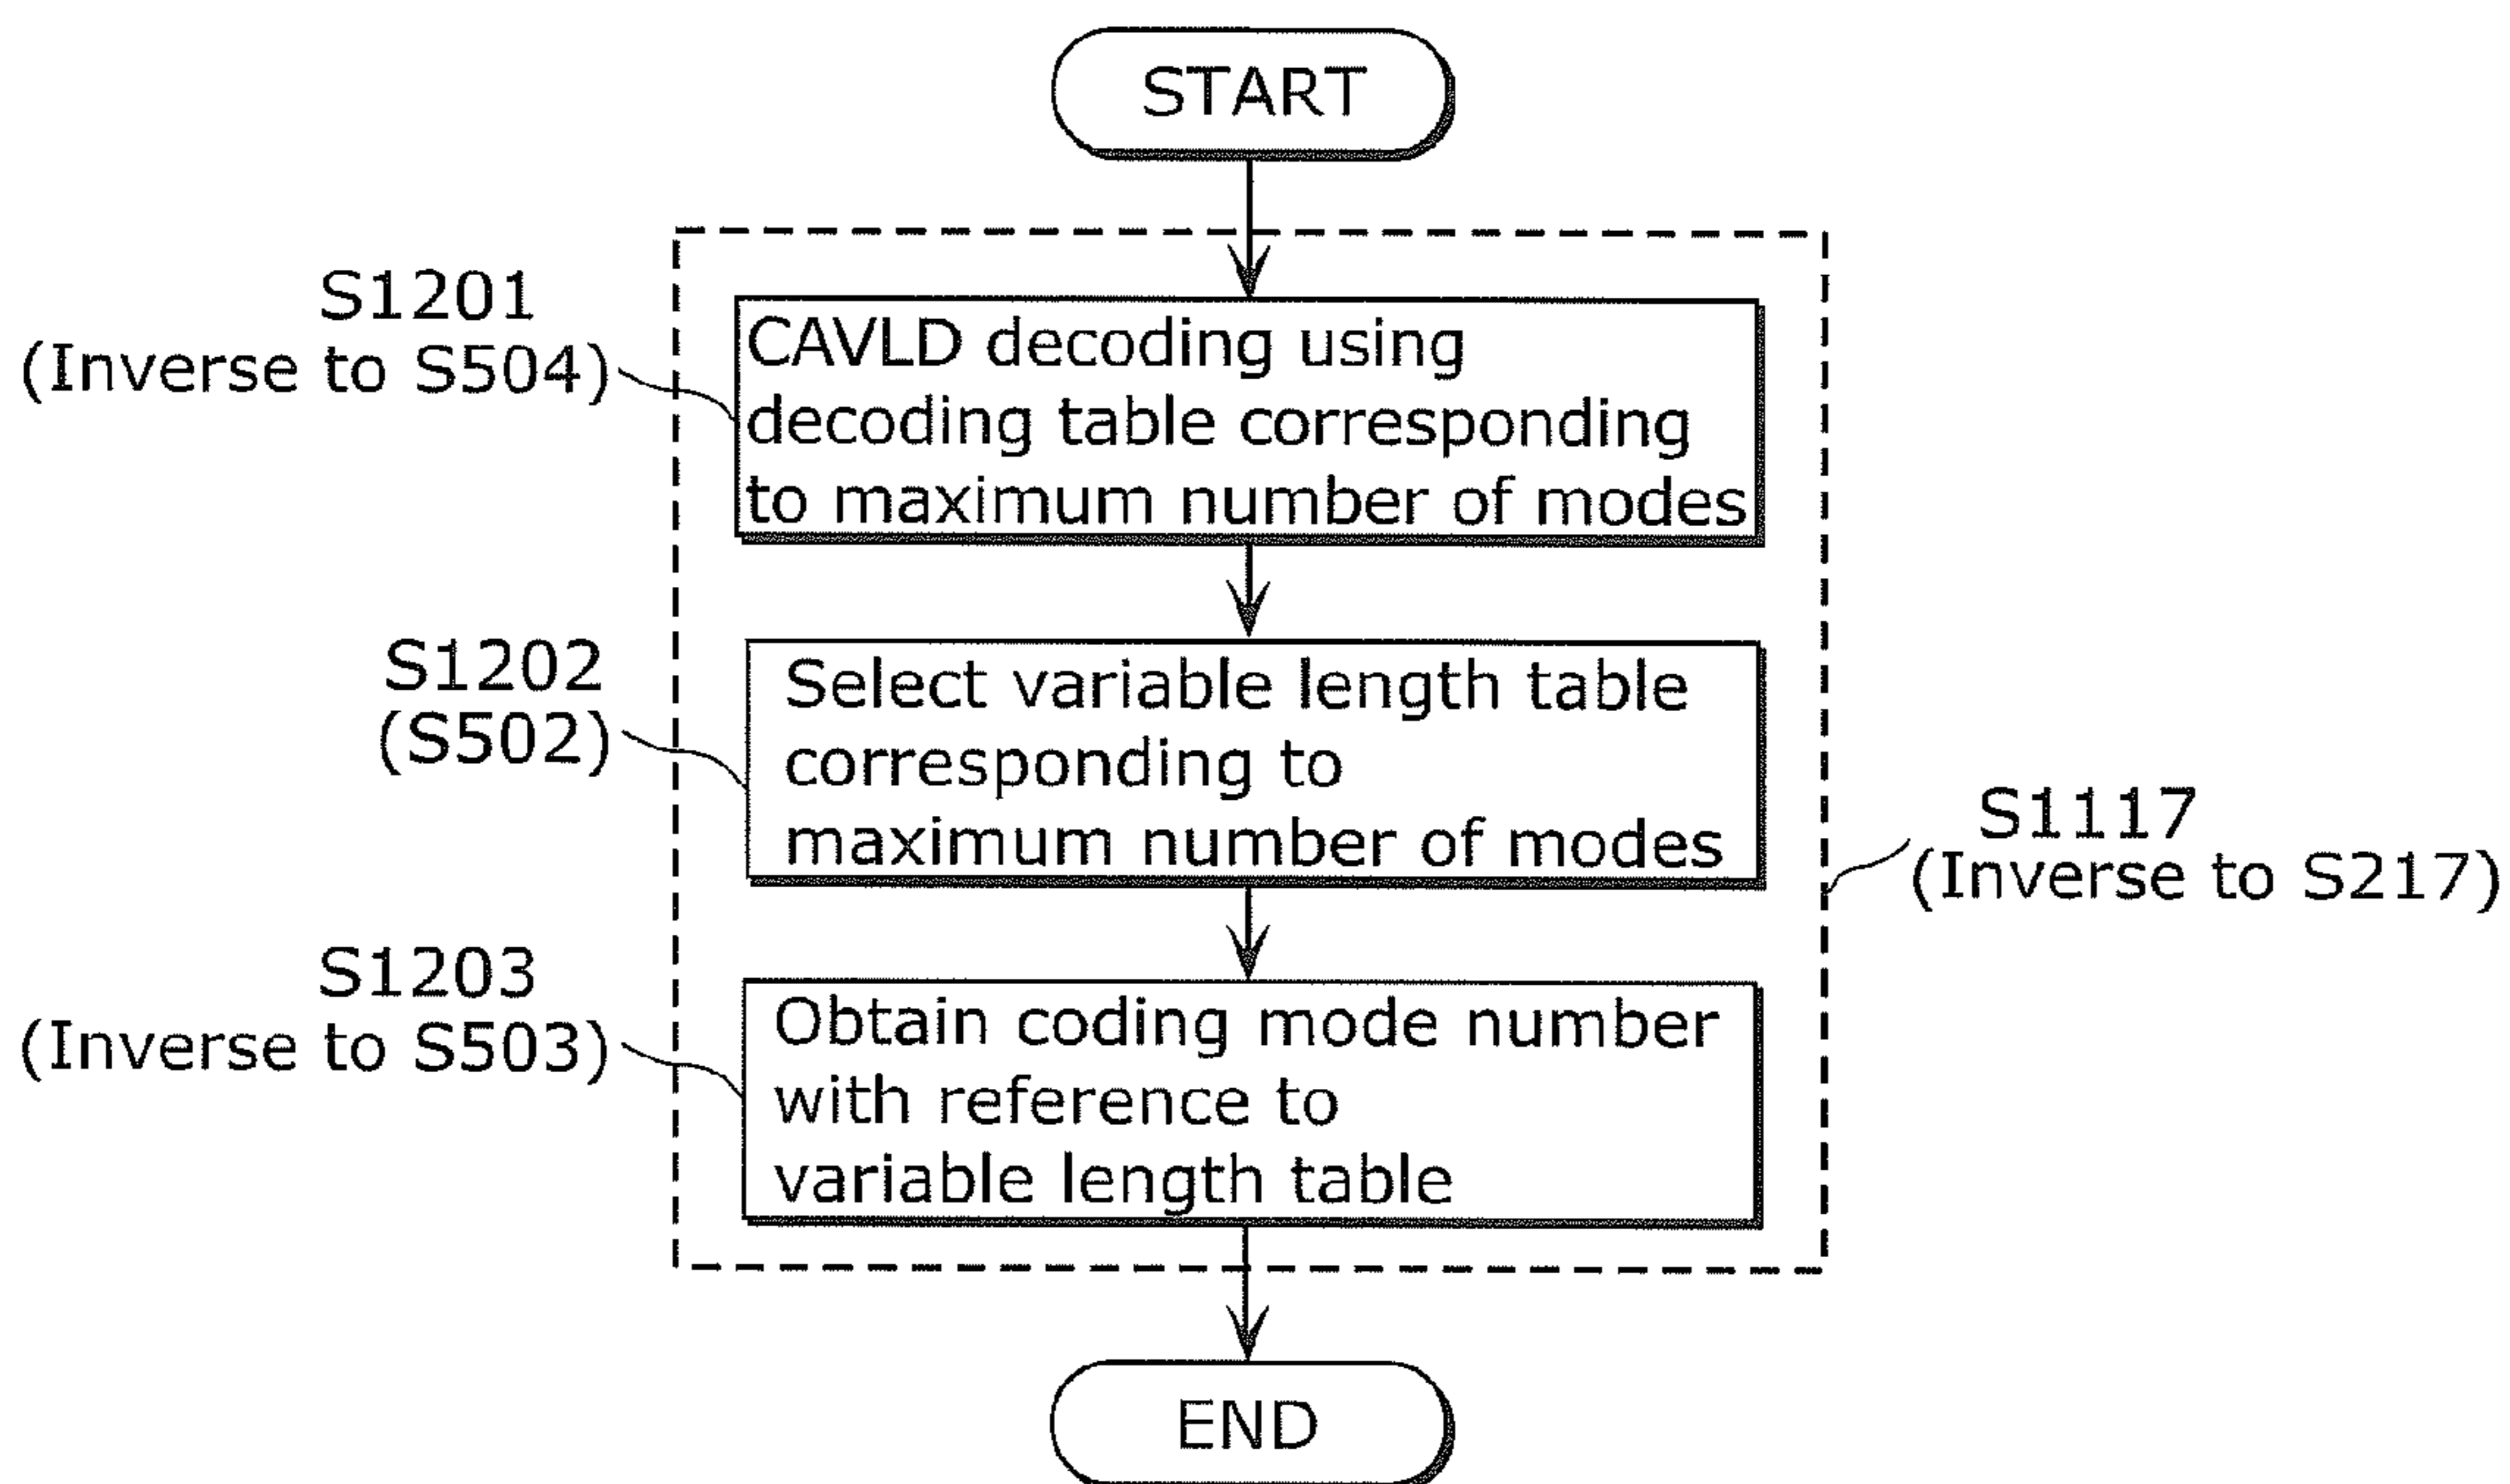 START
S1201
(Inverse to S504)
CAVLD decoding using
decoding table corresponding
to maximum number of modes
S1202
(S502)
Select variable length table
corresponding to
maximum number of modes
S1117
(Inverse to S217)
S1203
(Inverse to S503)
Obtain coding mode number
with reference to
variable length table
END